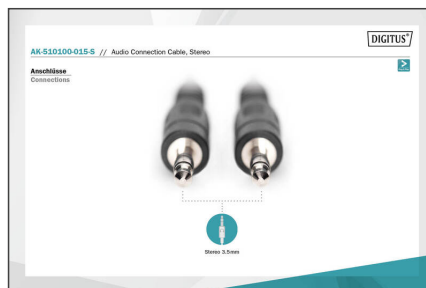 DIGITUS®
AK-510100-015-S // Audio Connection Cable, Stereo
Anschlüsse
Connections
Stereo 3.5mm